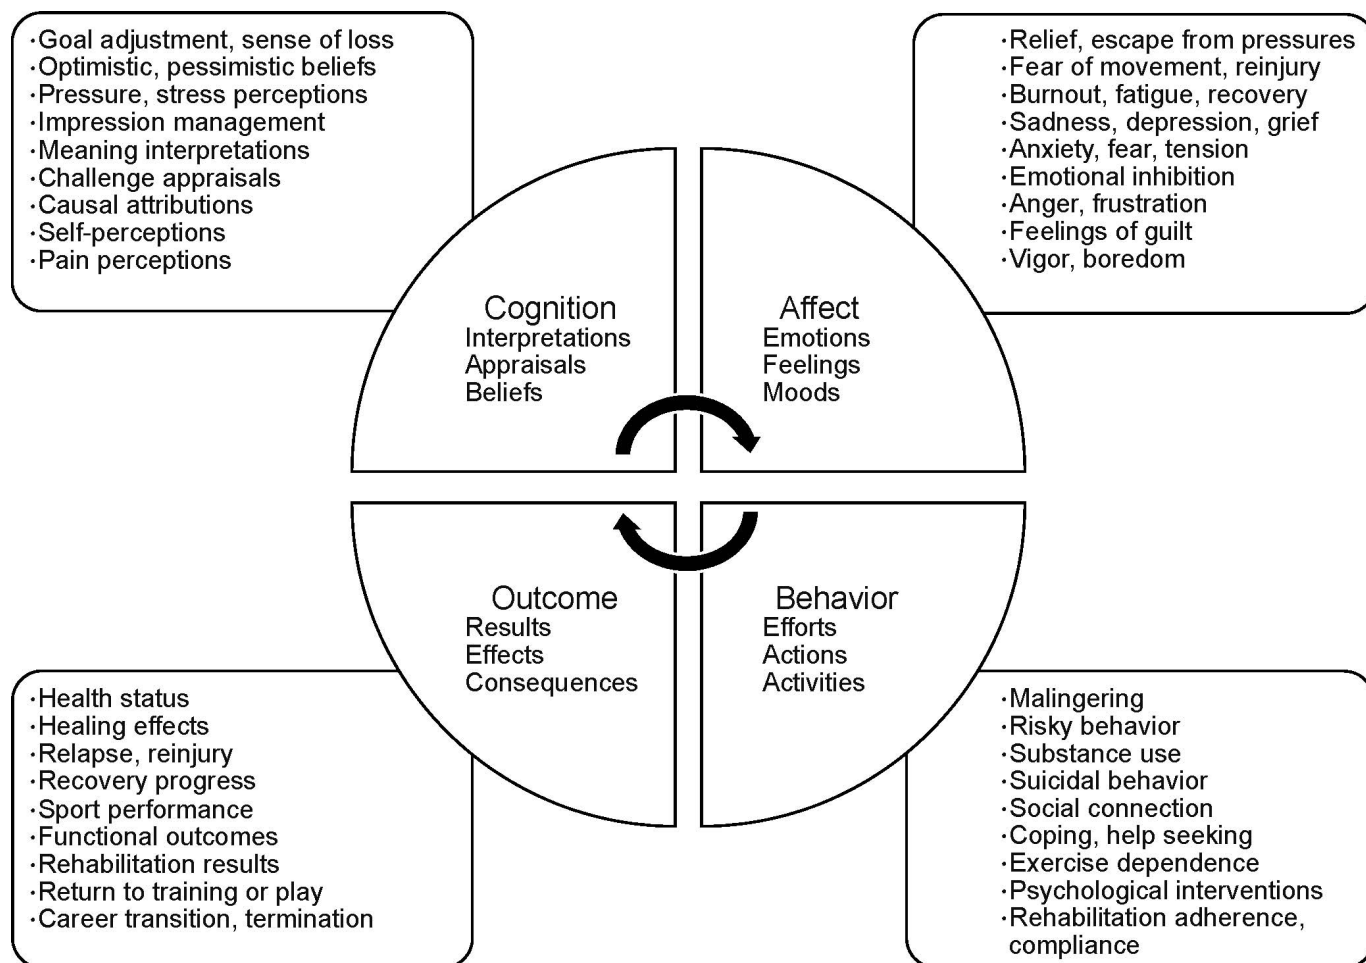 ·Goal adjustment, sense of loss
·Optimistic, pessimistic beliefs
·Pressure, stress perceptions
·Impression management
·Meaning interpretations
·Challenge appraisals
·Causal attributions
·Self-perceptions
·Pain perceptions
·Relief, escape from pressures
·Fear of movement, reinjury
·Burnout, fatigue, recovery
·Sadness, depression, grief
·Anxiety, fear, tension
·Emotional inhibition
·Anger, frustration
·Feelings of guilt
·Vigor, boredom
Cognition
Interpretations
Appraisals
Beliefs
Affect
Emotions
Feelings
Moods
Outcome
Results
Effects
Consequences
Behavior
Efforts
Actions
Activities
·Health status
·Healing effects
·Relapse, reinjury
·Recovery progress
·Sport performance
·Functional outcomes
·Rehabilitation results
·Return to training or play
·Career transition, termination
·Malingering
·Risky behavior
·Substance use
·Suicidal behavior
·Social connection
·Coping, help seeking
·Exercise dependence
·Psychological interventions
·Rehabilitation adherence,
compliance